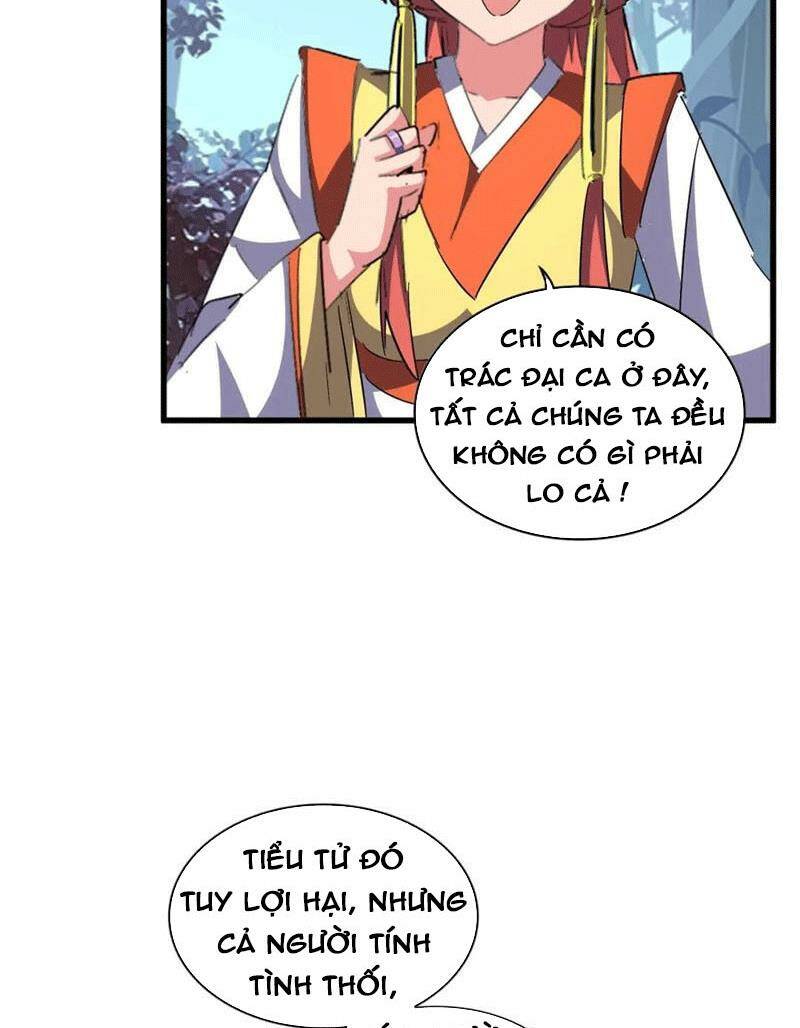 CHỈ CẦN CÓ
TRÁC ĐẠI CA Ở ĐÂY,
TẤT CẢ CHÚNG TA ĐỀU
KHÔNG CÓ GÌ PHẢI
LO CẢ !
TIỂU TỬ ĐÓ
TUY LỢI HẠI, NHƯNG
CẢ NGƯỜI TÍNH
TÌNH THỐI,